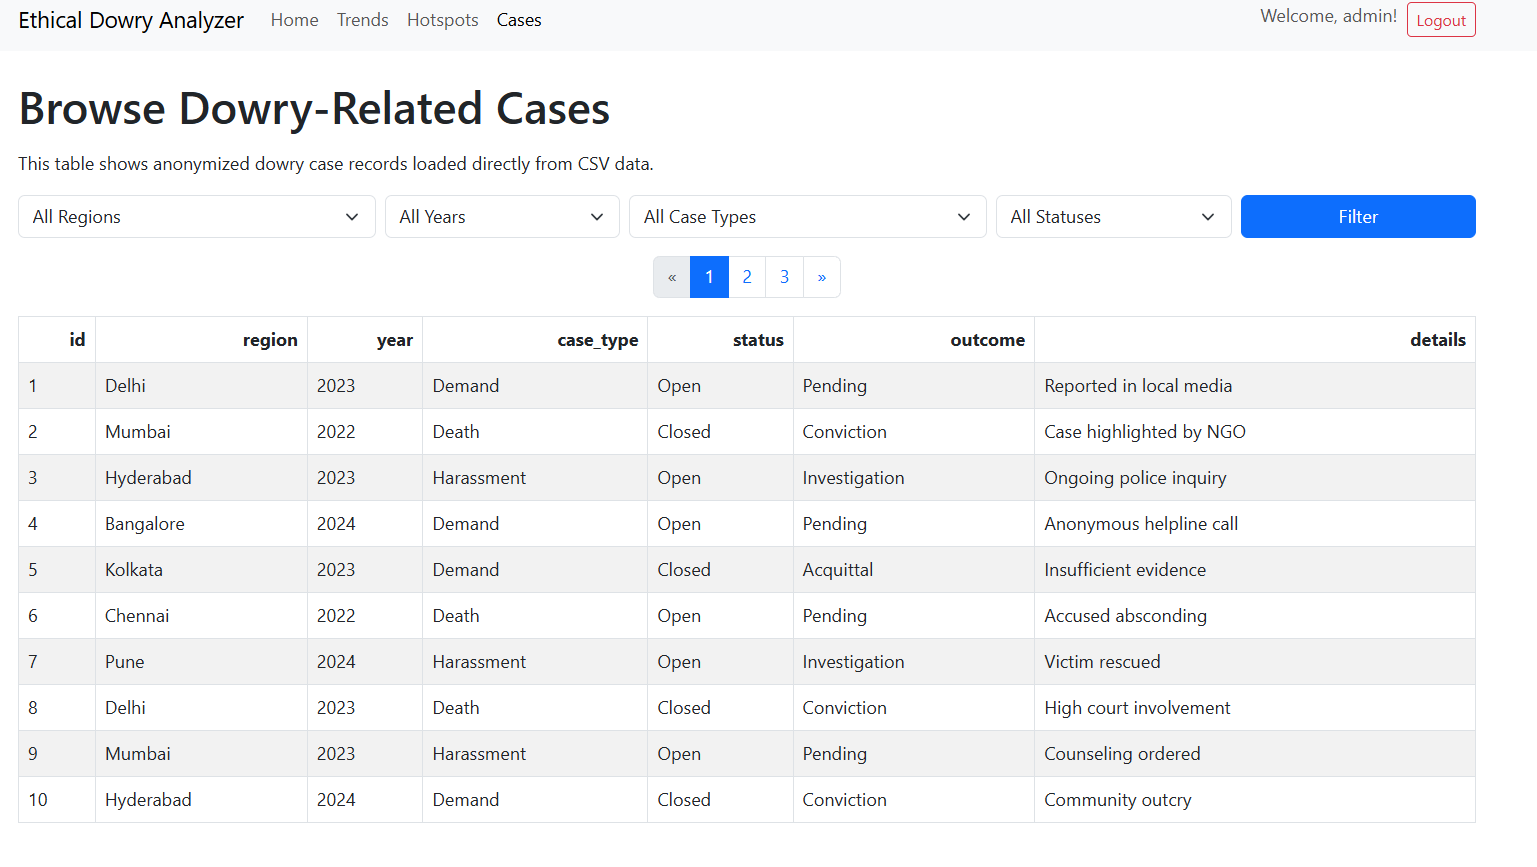 Ethical Dowry Analyzer Home Trends Hotspots Cases Welcome, admin! Logout
Browse Dowry-Related Cases
This table shows anonymized dowry case records loaded directly from CSV data.
All Regions All Years All Case Types All Statuses Filter
« 1 2 3 »
id region year case_type status outcome details
1 Delhi 2023 Demand Open Pending Reported in local media
2 Mumbai 2022 Death Closed Conviction Case highlighted by NGO
3 Hyderabad 2023 Harassment Open Investigation Ongoing police inquiry
4 Bangalore 2024 Demand Open Pending Anonymous helpline call
5 Kolkata 2023 Demand Closed Acquittal Insufficient evidence
6 Chennai 2022 Death Open Pending Accused absconding
7 Pune 2024 Harassment Open Investigation Victim rescued
8 Delhi 2023 Death Closed Conviction High court involvement
9 Mumbai 2023 Harassment Open Pending Counseling ordered
10 Hyderabad 2024 Demand Closed Conviction Community outcry